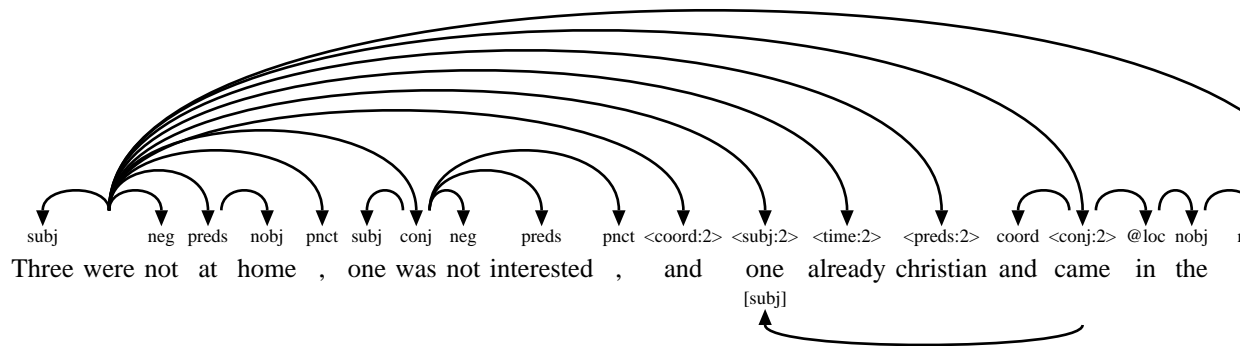 subj neg preds nobj pnct subj conj neg preds pnct <coord:2> <subj:2> <time:2> <preds:2> coord <conj:2> @loc nobj
Three were not at home , one was not interested , and one already christian and came in the
[subj]